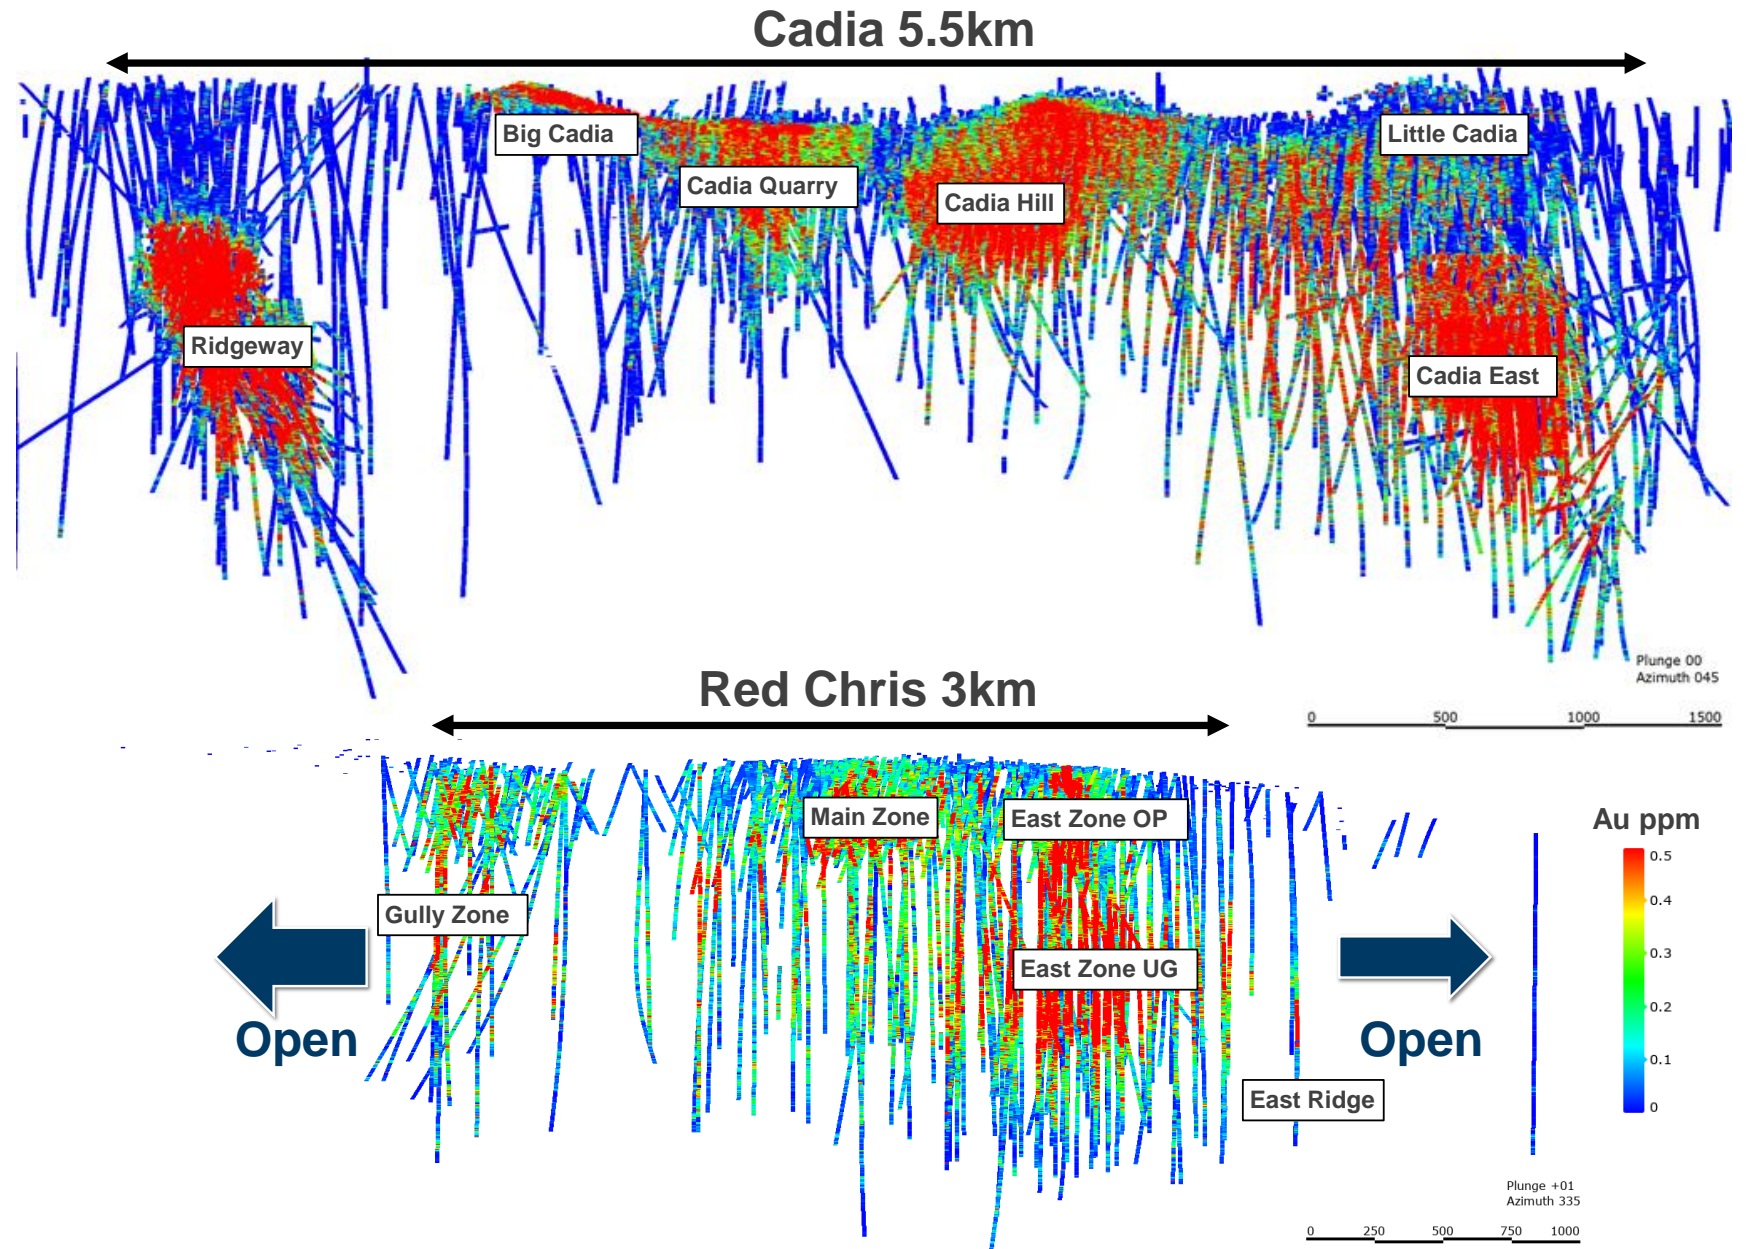 Cadia 5.5km
Big Cadia
Little Cadia
Cadia Quarry
Cadia Hill
Ridgeway
Cadia East
Plunge 00
Azimuth 045
0 500 1000 1500
Red Chris 3km
Main Zone
East Zone OP
Au ppm
0.5
0.4
0.3
0.2
0.1
0
Gully Zone
East Zone UG
Open
Open
East Ridge
Plunge +01
Azimuth 335
0 250 500 750 1000